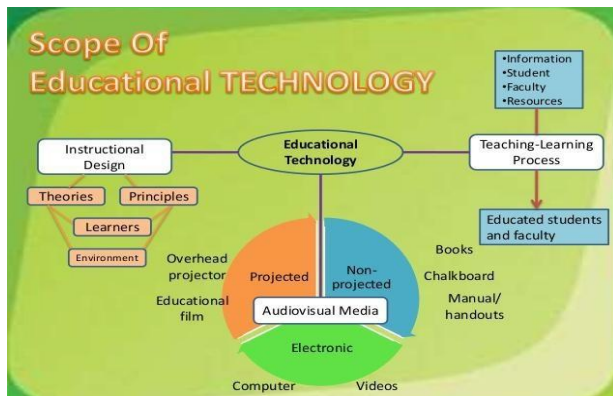 Scope Of
Educational TECHNOLOGY
•Information
•Student
•Faculty
•Resources
Instructional
Design
Educational
Technology
Teaching-Learning
Process
Theories
Principles
Learners
Environment
Educated students
and faculty
Overhead
projector
Educational
film
Projected
Non-
projected
Books
Chalkboard
Manual/
handouts
Audiovisual Media
Electronic
Computer
Videos